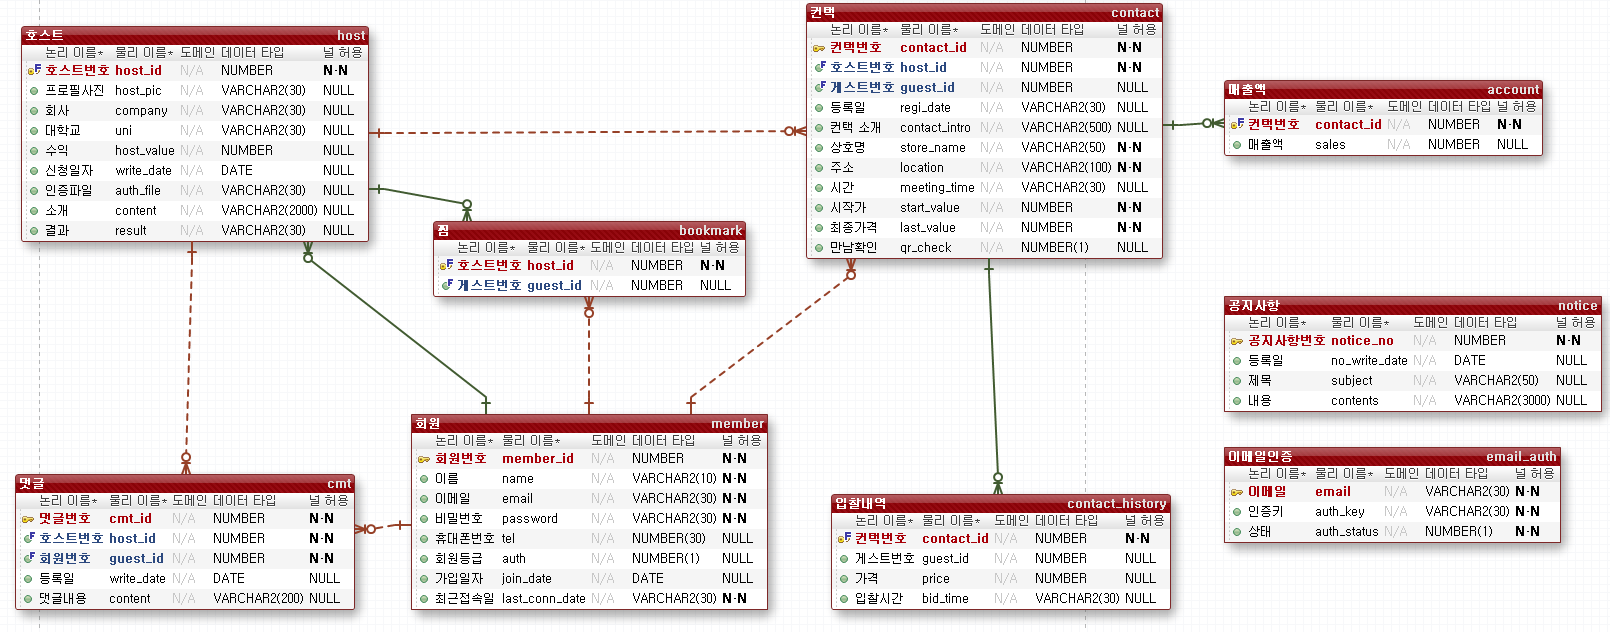 호스트 host
논리 이름* 물리 이름* 도메인 데이터 타입 널 허용
호스트번호 host_id N/A NUMBER N-N
프로필사진 host_pic N/A VARCHAR2(30) NULL
회사 company N/A VARCHAR2(30) NULL
대학교 uni N/A VARCHAR2(30) NULL
수익 host_value N/A NUMBER NULL
신청일자 write_date N/A DATE NULL
인증파일 auth_file N/A VARCHAR2(30) NULL
소개 content N/A VARCHAR2(2000) NULL
결과 result N/A VARCHAR2(30) NULL
컨택 contact
논리 이름* 물리 이름* 도메인 데이터 타입 널 허용
컨택번호 contact_id N/A NUMBER N-N
호스트번호 host_id N/A NUMBER N-N
게스트번호 guest_id N/A NUMBER NULL
등록일 regi_date N/A VARCHAR2(30) NULL
컨택 소개 contact_intro N/A VARCHAR2(500) NULL
상호명 store_name N/A VARCHAR2(50) N-N
주소 location N/A VARCHAR2(100) N-N
시간 meeting_time N/A VARCHAR2(30) NULL
시작가 start_value N/A NUMBER N-N
최종가격 last_value N/A NUMBER N-N
만남확인 qr_check N/A NUMBER(1) NULL
매출액 account
논리 이름* 물리 이름* 도메인 데이터 타입 널 허용
컨택번호 contact_id N/A NUMBER N-N
매출액 sales N/A NUMBER NULL
찜 bookmark
논리 이름* 물리 이름* 도메인 데이터 타입 널 허용
호스트번호 host_id N/A NUMBER N-N
게스트번호 guest_id N/A NUMBER NULL
공지사항 notice
논리 이름* 물리 이름* 도메인 데이터 타입 널 허용
공지사항번호 notice_no N/A NUMBER N-N
등록일 no_write_date N/A DATE NULL
제목 subject N/A VARCHAR2(50) NULL
내용 contents N/A VARCHAR2(3000) NULL
회원 member
논리 이름* 물리 이름* 도메인 데이터 타입 널 허용
회원번호 member_id N/A NUMBER N-N
이름 name N/A VARCHAR2(10) N-N
이메일 email N/A VARCHAR2(30) N-N
비밀번호 password N/A VARCHAR2(30) N-N
휴대폰번호 tel N/A NUMBER(30) NULL
회원등급 auth N/A NUMBER(1) NULL
가입일자 join_date N/A DATE NULL
최근접속일 last_conn_date N/A VARCHAR2(30) N-N
이메일인증 email_auth
논리 이름* 물리 이름* 도메인 데이터 타입 널 허용
이메일 email N/A VARCHAR2(30) N-N
인증키 auth_key N/A VARCHAR2(30) N-N
상태 auth_status N/A NUMBER(1) N-N
댓글 cmt
논리 이름* 물리 이름* 도메인 데이터 타입 널 허용
댓글번호 cmt_id N/A NUMBER N-N
호스트번호 host_id N/A NUMBER N-N
회원번호 guest_id N/A NUMBER N-N
등록일 write_date N/A DATE NULL
댓글내용 content N/A VARCHAR2(200) NULL
입찰내역 contact_history
논리 이름* 물리 이름* 도메인 데이터 타입 널 허용
컨택번호 contact_id N/A NUMBER N-N
게스트번호 guest_id N/A NUMBER NULL
가격 price N/A NUMBER NULL
입찰시간 bid_time N/A VARCHAR2(30) NULL